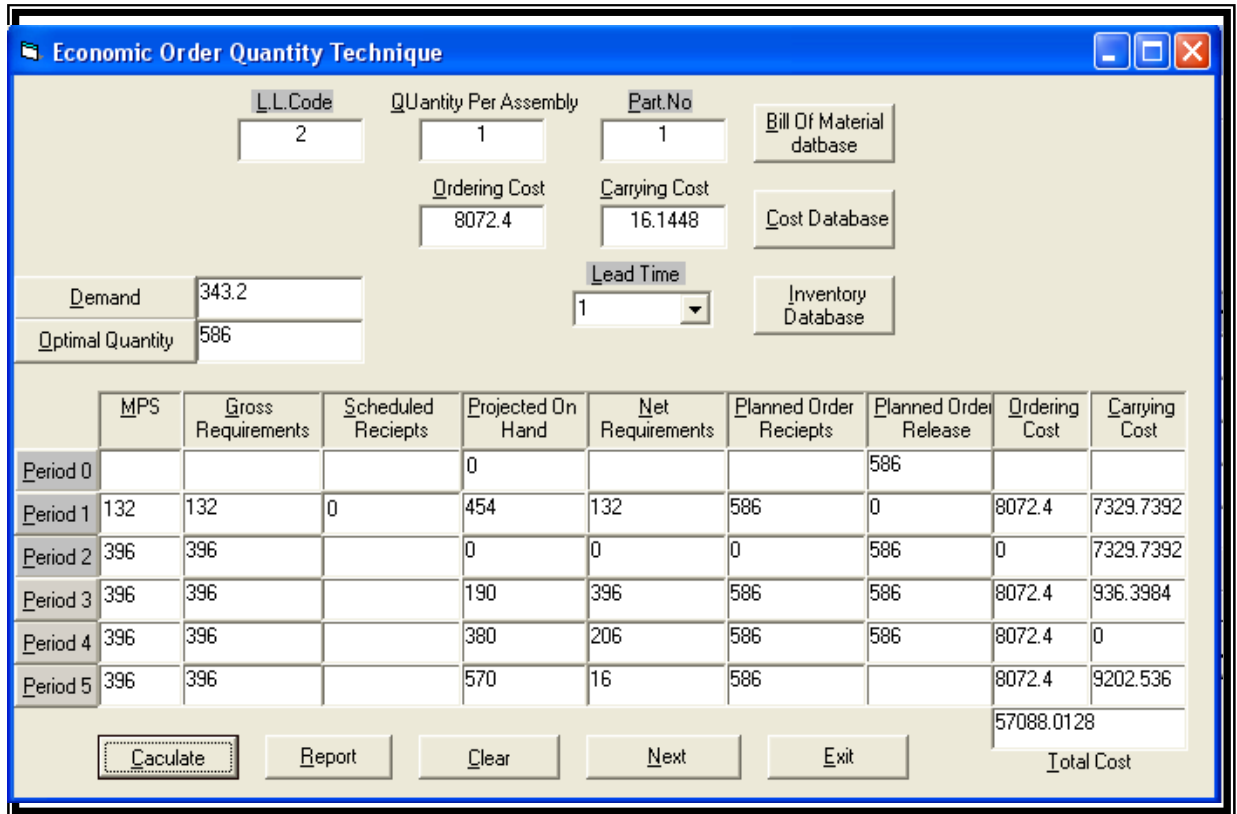 Economic Order Quantity Technique
L.L.Code QUantity Per Assembly Part.No
2 1 1
Bill Of Material
datbase
Ordering Cost Carrying Cost
8072.4 16.1448
Cost Database
Lead Time
1
Inventory
Database
Demand 343.2
Optimal Quantity 586
MPS Gross Requirements Scheduled Reciepts Projected On Hand Net Requirements Planned Order Reciepts Planned Order Release Ordering Cost Carrying Cost
Period 0 0 586
Period 1 132 132 0 454 132 586 0 8072.4 7329.7392
Period 2 396 396 0 0 0 586 0 7329.7392
Period 3 396 396 190 396 586 586 8072.4 936.3984
Period 4 396 396 380 206 586 586 8072.4 0
Period 5 396 396 570 16 586 8072.4 9202.536
57088.0128
Total Cost
Caculate Report Clear Next Exit